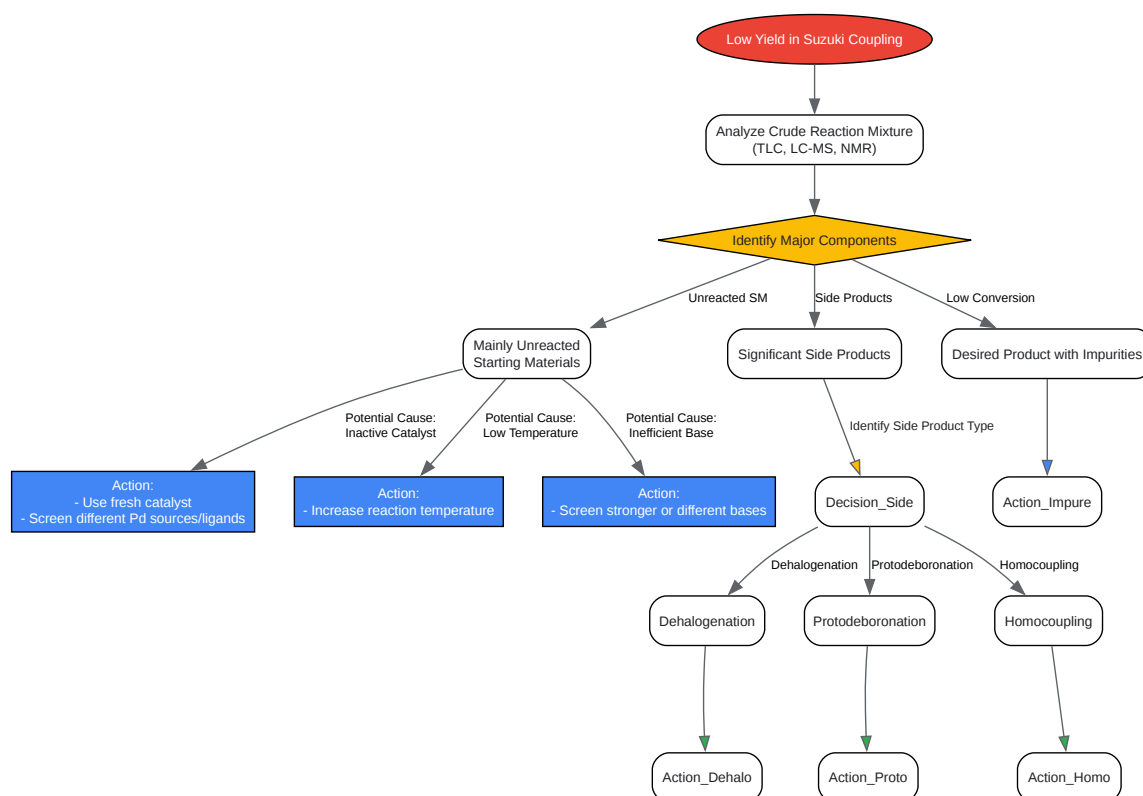 Low Yield in Suzuki Coupling
Analyze Crude Reaction Mixture
(TLC, LC-MS, NMR)
Identify Major Components
Unreacted SM
Side Products
Low Conversion
Mainly Unreacted
Starting Materials
Significant Side Products
Desired Product with Impurities
Potential Cause:
Inactive Catalyst
Potential Cause:
Low Temperature
Potential Cause:
Inefficient Base
Identify Side Product Type
Action:
- Use fresh catalyst
- Screen different Pd sources/ligands
Action:
- Increase reaction temperature
Action:
- Screen stronger or different bases
Decision_Side
Action_Impure
Dehalogenation
Protodeboronation
Homocoupling
Dehalogenation
Protodeboronation
Homocoupling
Action_Dehalo
Action_Proto
Action_Homo